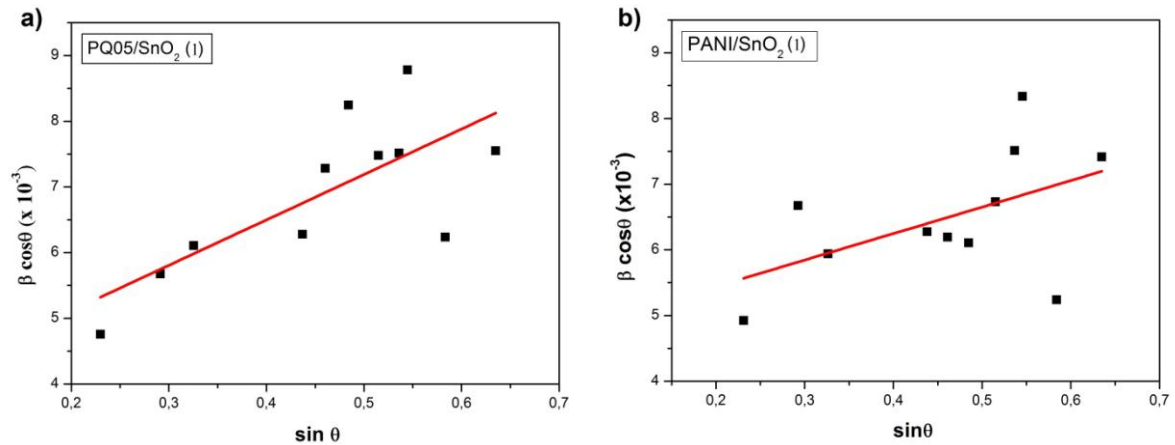 a)
PQ05/SnO₂ (1)
9
8
7
6
5
4
β cosθ (x 10⁻³)
0,2 0,3 0,4 0,5 0,6 0,7
sin θ
b)
PANI/SnO₂ (1)
9
8
7
6
5
4
β cosθ (x10⁻³)
0,2 0,3 0,4 0,5 0,6 0,7
sinθ